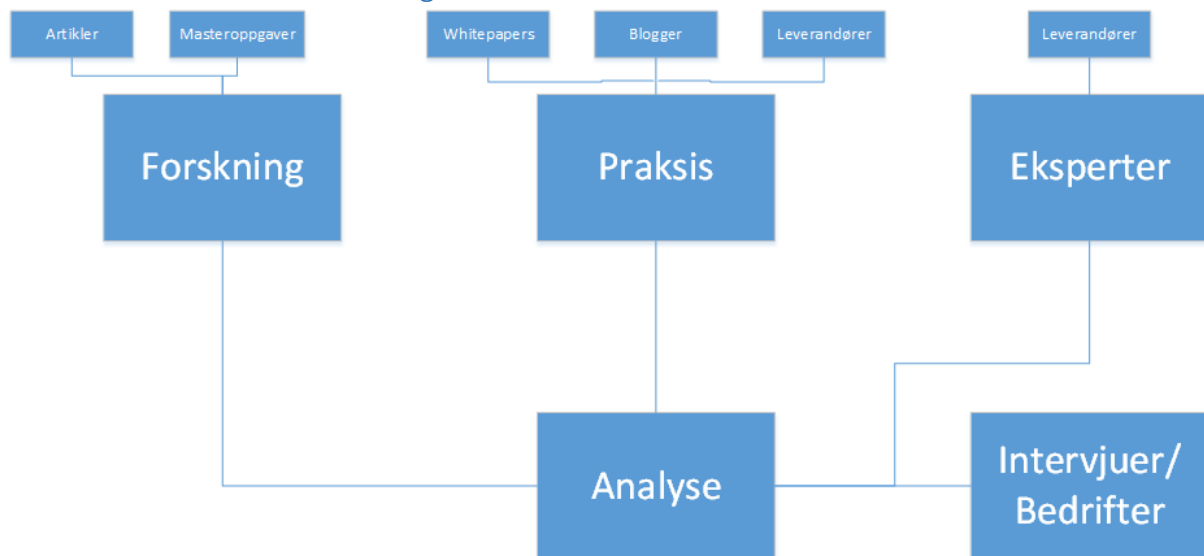 Artikler
Masteroppgaver
Whitepapers
Blogger
Leverandører
Leverandører
Forskning
Praksis
Eksperter
Analyse
Intervjuer/
Bedrifter